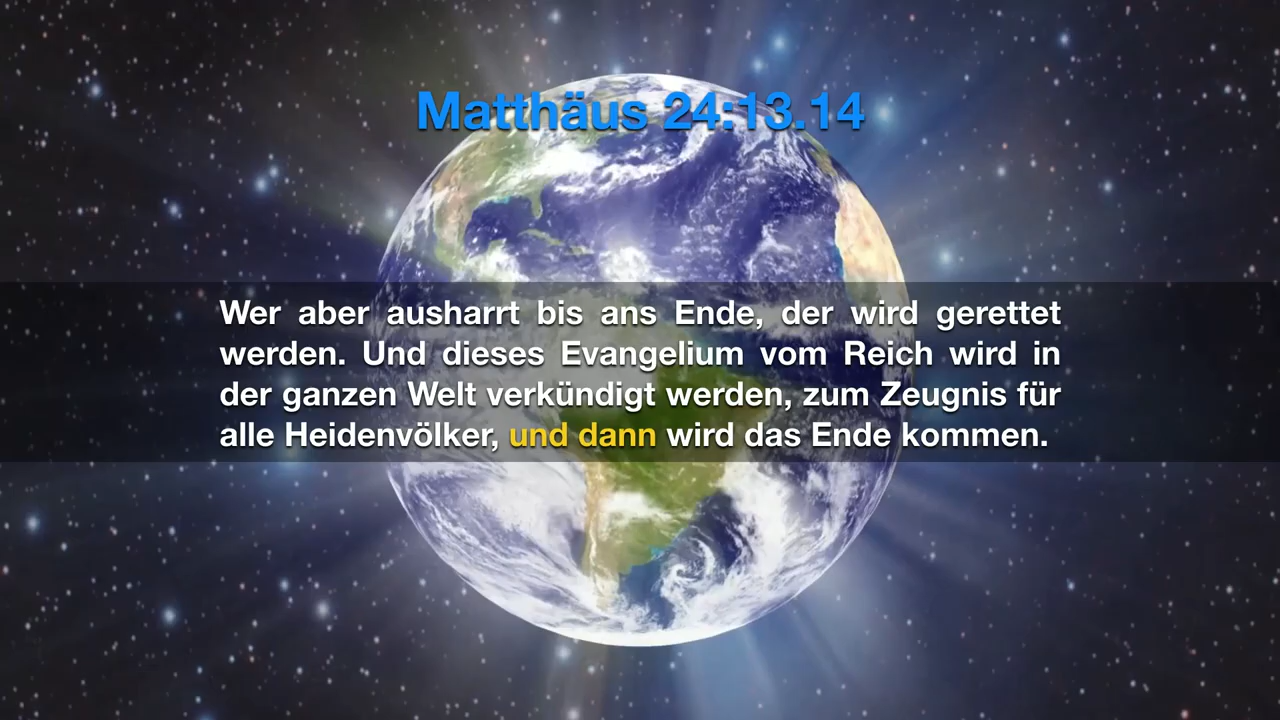 Matthäus 24:13.14
Wer aber ausharrt bis ans Ende, der wird gerettet
werden. Und dieses Evangelium vom Reich wird in
der ganzen Welt verkündigt werden, zum Zeugnis für
alle Heidenvölker, und dann wird das Ende kommen.